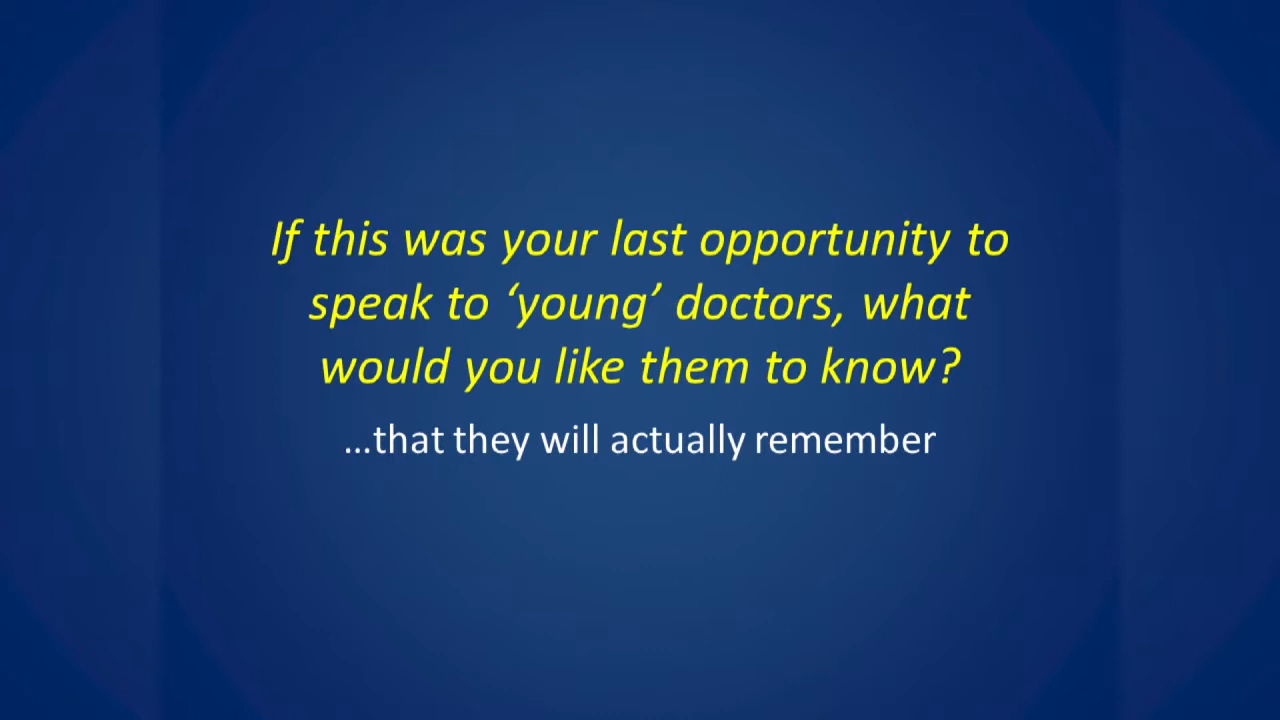 If this was your last opportunity to
speak to ‘young’ doctors, what
would you like them to know?
…that they will actually remember